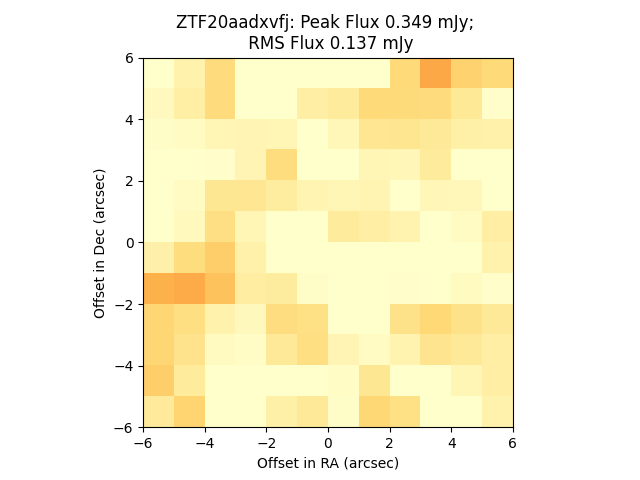 ZTF20aadxvfj: Peak Flux 0.349 mJy;
RMS Flux 0.137 mJy
6
4
2
0
−2
−4
−6
Offset in Dec (arcsec)
−6 −4 −2 0 2 4 6
Offset in RA (arcsec)